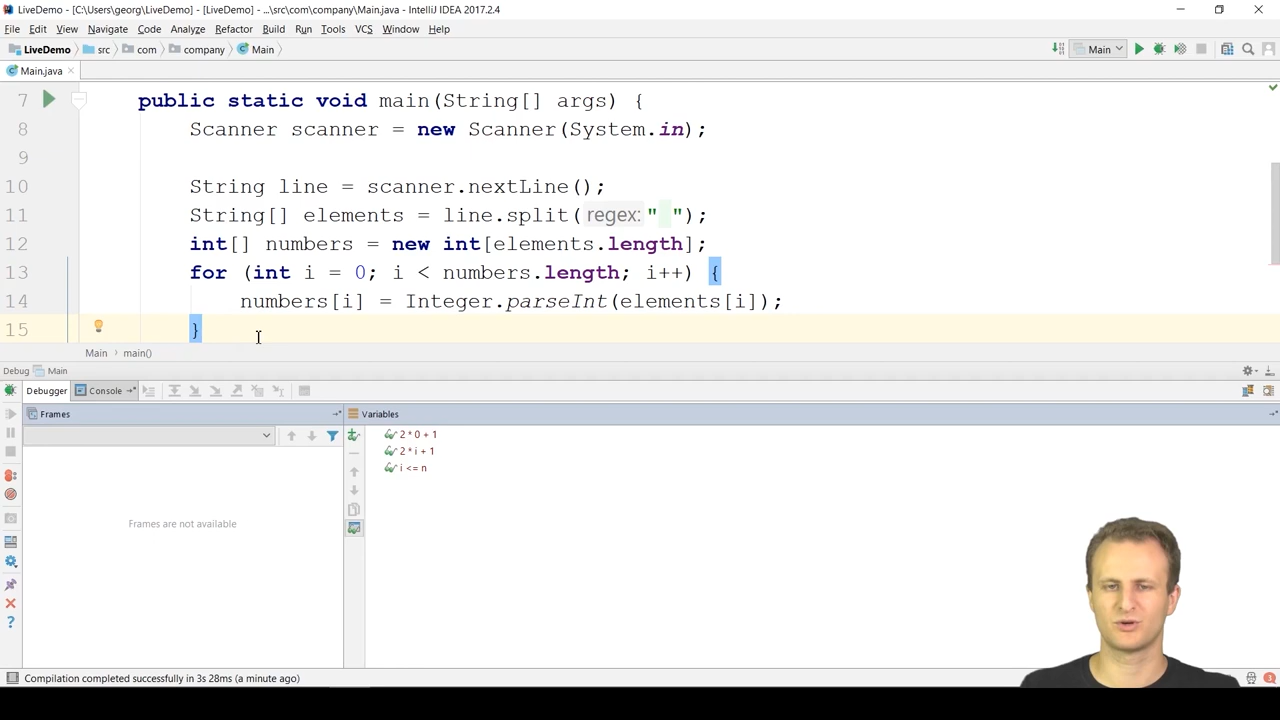 LiveDemo - [C:\Users\georg\LiveDemo] - [LiveDemo] - ...\src\com\company\Main.java - IntelliJ IDEA 2017.2.4
File Edit View Navigate Code Analyze Refactor Build Run Tools VCS Window Help
LiveDemo src com company Main Main
Main.java
7 public static void main(String[] args) {
8 Scanner scanner = new Scanner(System.in);
9
10 String line = scanner.nextLine();
11 String[] elements = line.split( regex: " ");
12 int[] numbers = new int[elements.length];
13 for (int i = 0; i < numbers.length; i++) {
14 numbers[i] = Integer.parseInt(elements[i]);
15 }
Main main()
Debug Main
Debugger Console
Frames Variables
2 * 0 + 1
2 * i + 1
i <= n
Frames are not available
Compilation completed successfully in 3s 28ms (a minute ago) 3